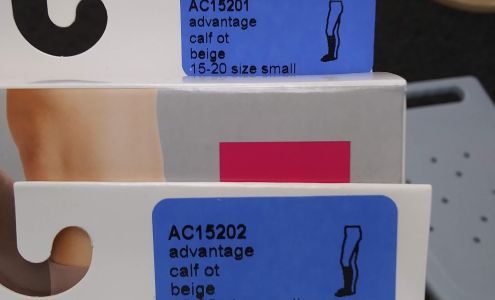 AC15201
advantage
calf ot
beige
15-20 size small
AC15202
advantage
calf ot
beige